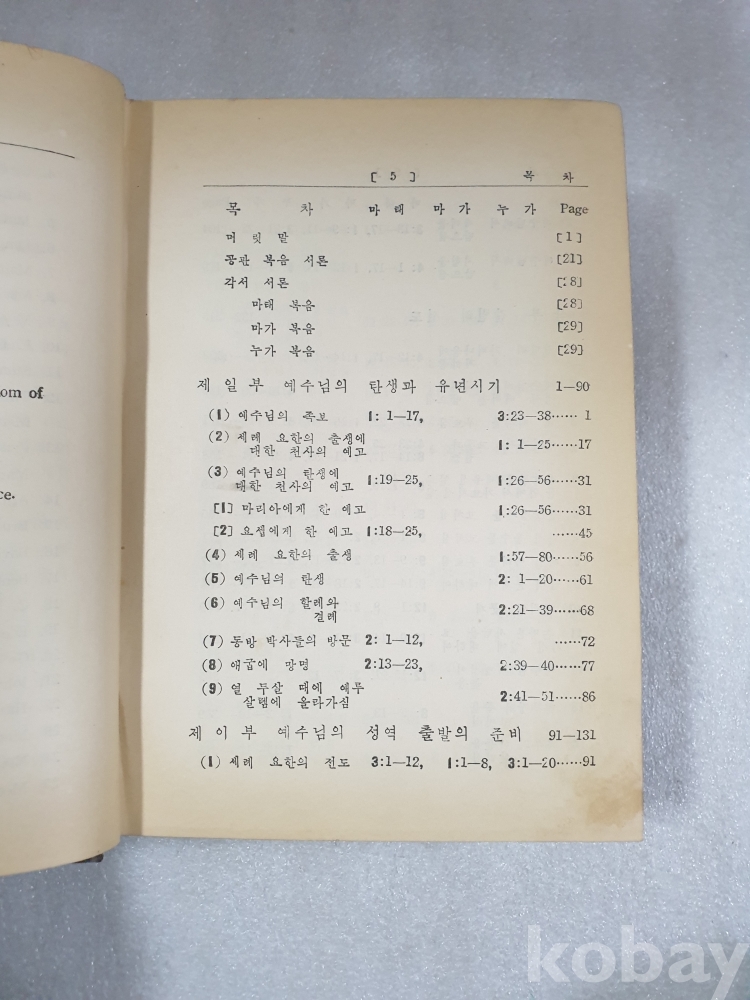 om of
ce.
[ 5 ] 목 차
목 차 마 태 마 가 누 가 Page
머 릿 말 [1]
공관 복음 서론 [21]
각서 서론 [28]
마태 복음 [28]
마가 복음 [29]
누가 복음 [29]
제 일 부 예수님의 탄생과 유년시기 1—90
(1) 예수님의 족보 1: 1—17, 3:23—38…… 1
(2) 세례 요한의 출생에
대한 천사의 예고 1: 1—25……17
(3) 예수님의 탄생에
대한 천사의 예고 1:19—25, 1:26—56……31
[1] 마리아에게 한 예고 1:26—56……31
[2] 요셉에게 한 예고 1:18—25, ……45
(4) 세례 요한의 출생 1:57—80……56
(5) 예수님의 탄생 2: 1—20……61
(6) 예수님의 할례와
결례 2:21—39……68
(7) 동방 박사들의 방문 2: 1—12, ……72
(8) 애굽에 망명 2:13—23, 2:39—40……77
(9) 열 두살 때에 예루
살렘에 올라가심 2:41—51……86
제 이 부 예수님의 성역 출발의 준비 91—131
(1) 세례 요한의 전도 3:1—12, 1:1—8, 3:1—20……91
kobay